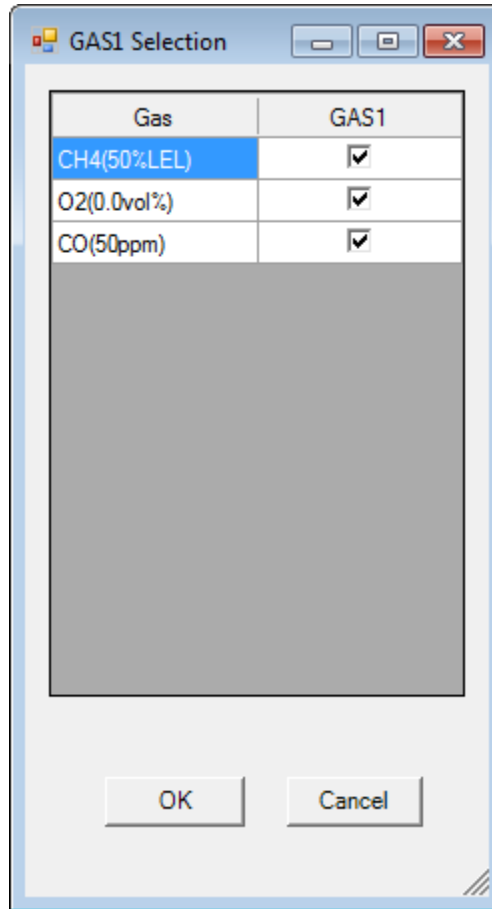 GAS1 Selection
Gas GAS1
CH4(50%LEL)
O2(0.0vol%)
CO(50ppm)
OK Cancel